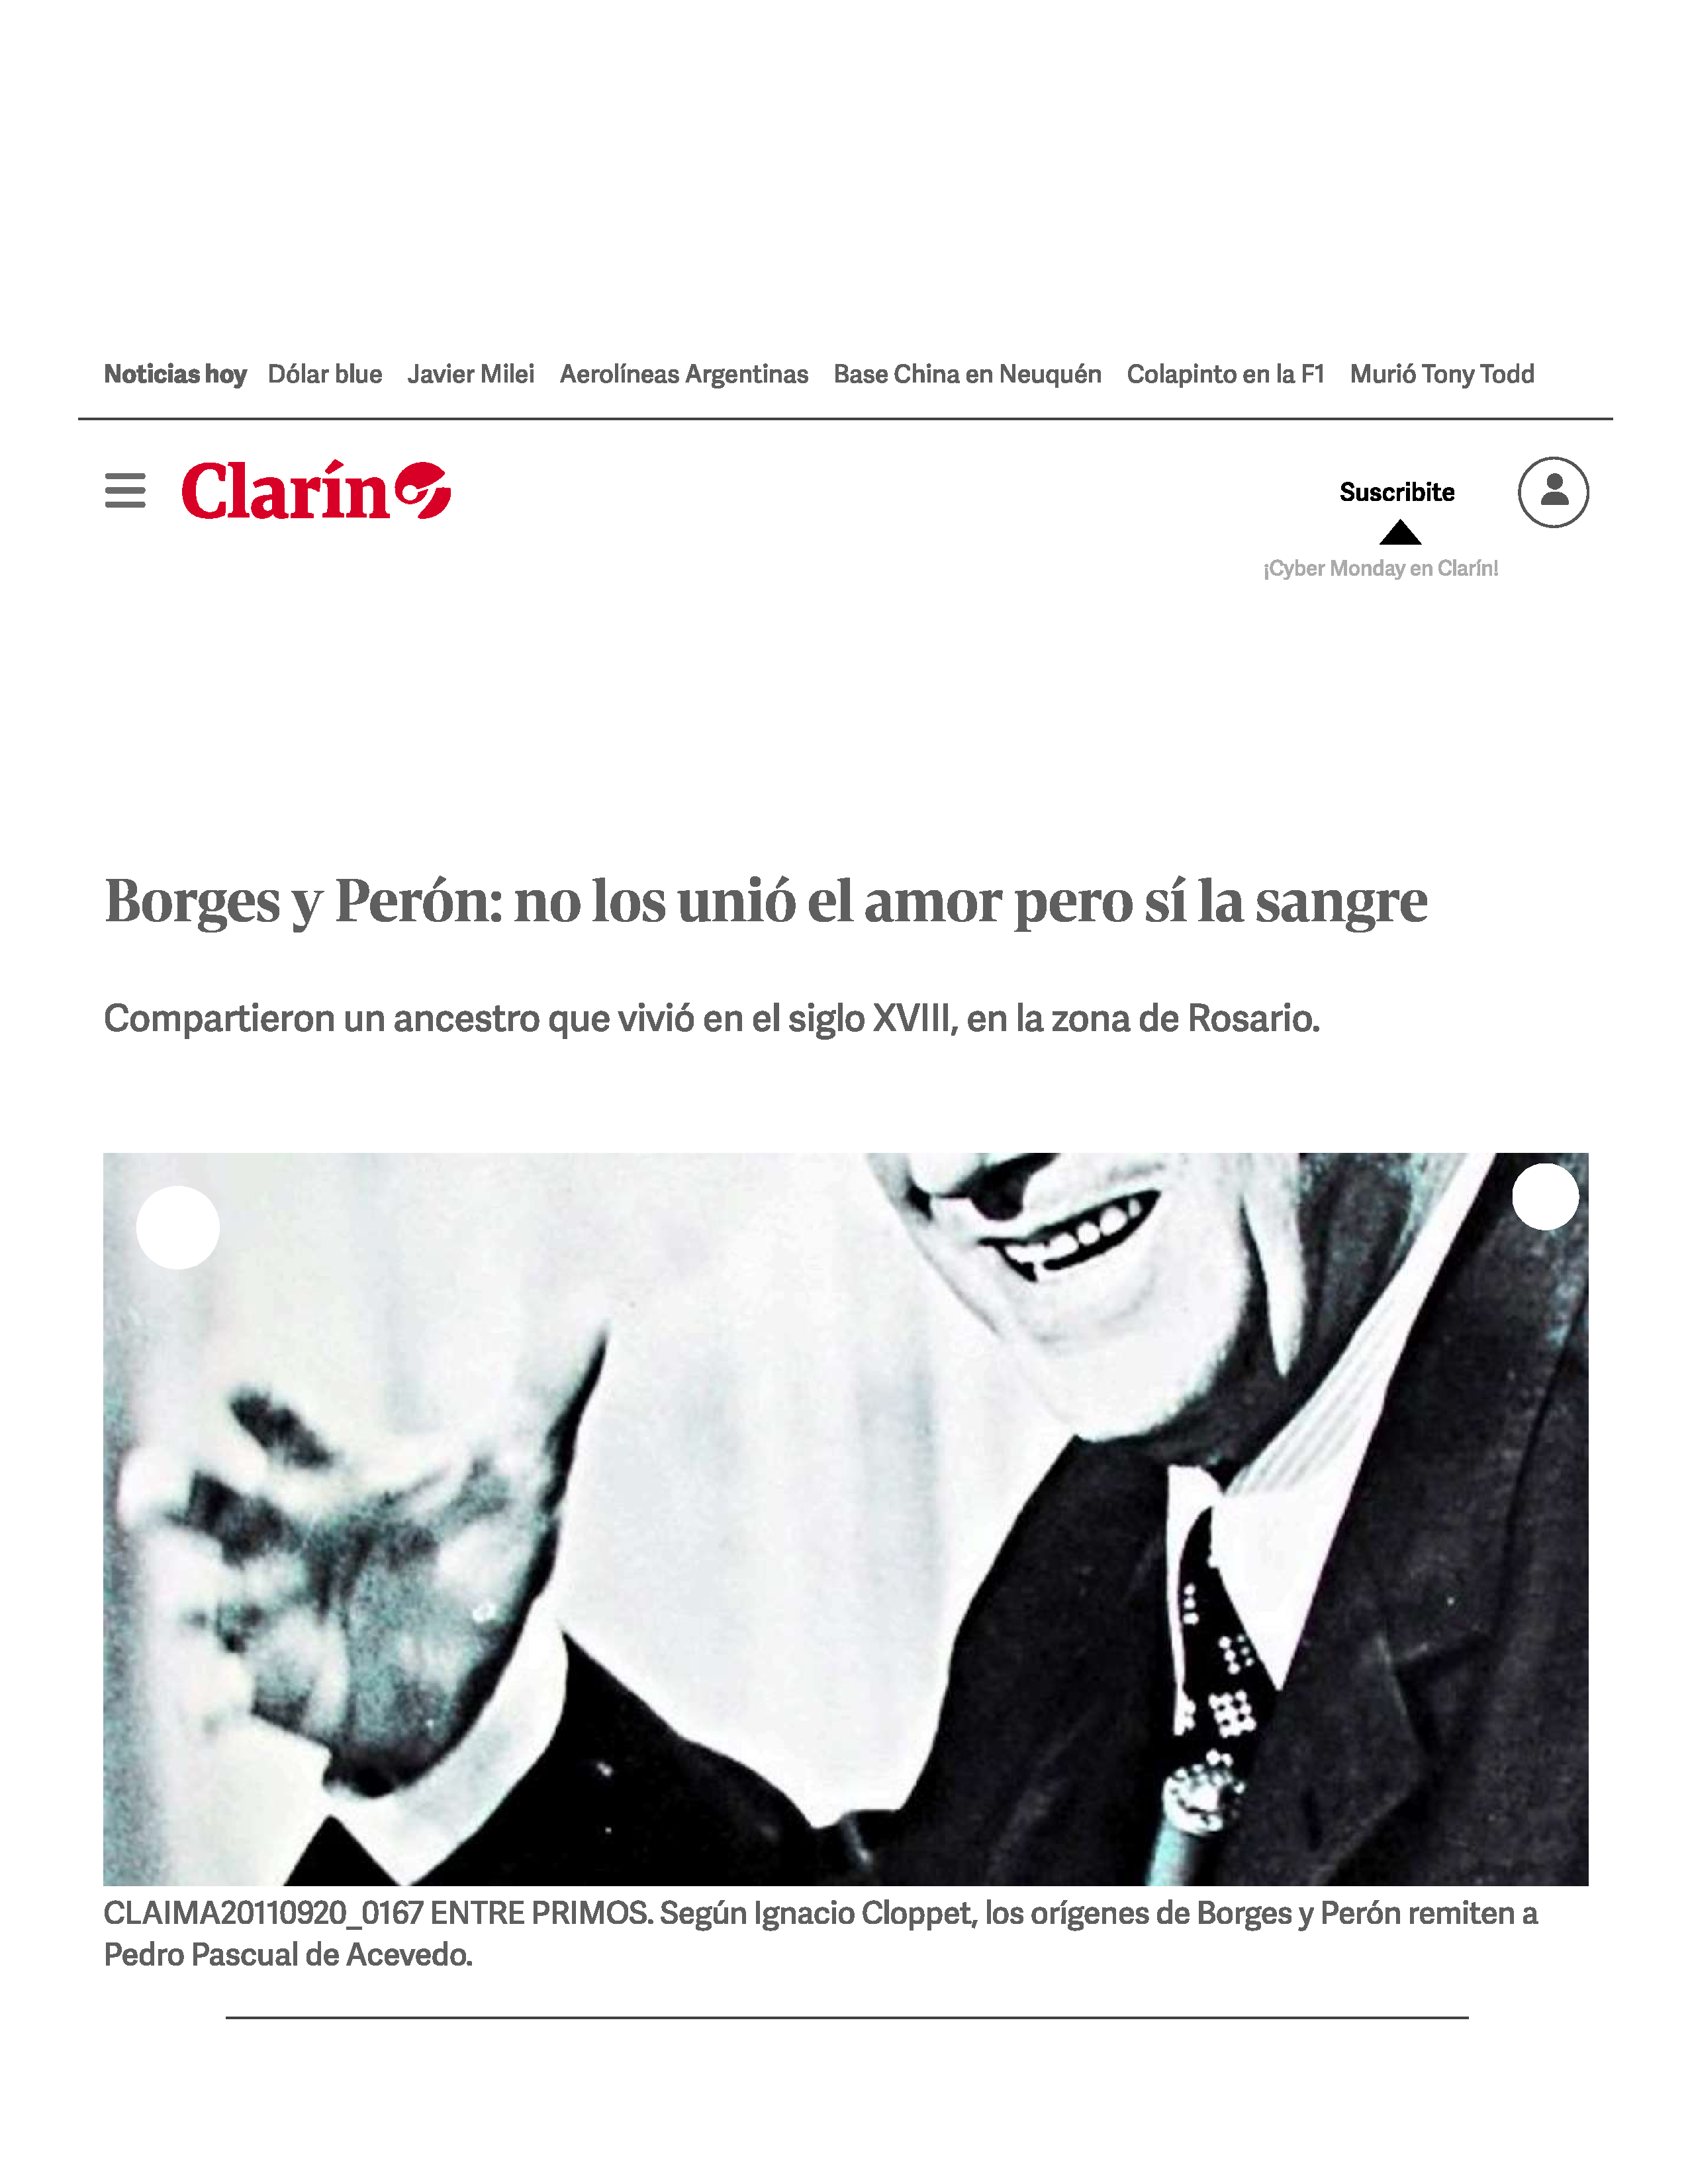 Noticias hoy Dólar blue Javier Milei Aerolíneas Argentinas Base China en Neuquén Colapinto en la F1 Murió Tony Todd
Clarín
Suscribite
¡Cyber Monday en Clarín!
Borges y Perón: no los unió el amor pero sí la sangre
Compartieron un ancestro que vivió en el siglo XVIII, en la zona de Rosario.
CLAIMA20110920_0167 ENTRE PRIMOS. Según Ignacio Cloppet, los orígenes de Borges y Perón remiten a
Pedro Pascual de Acevedo.